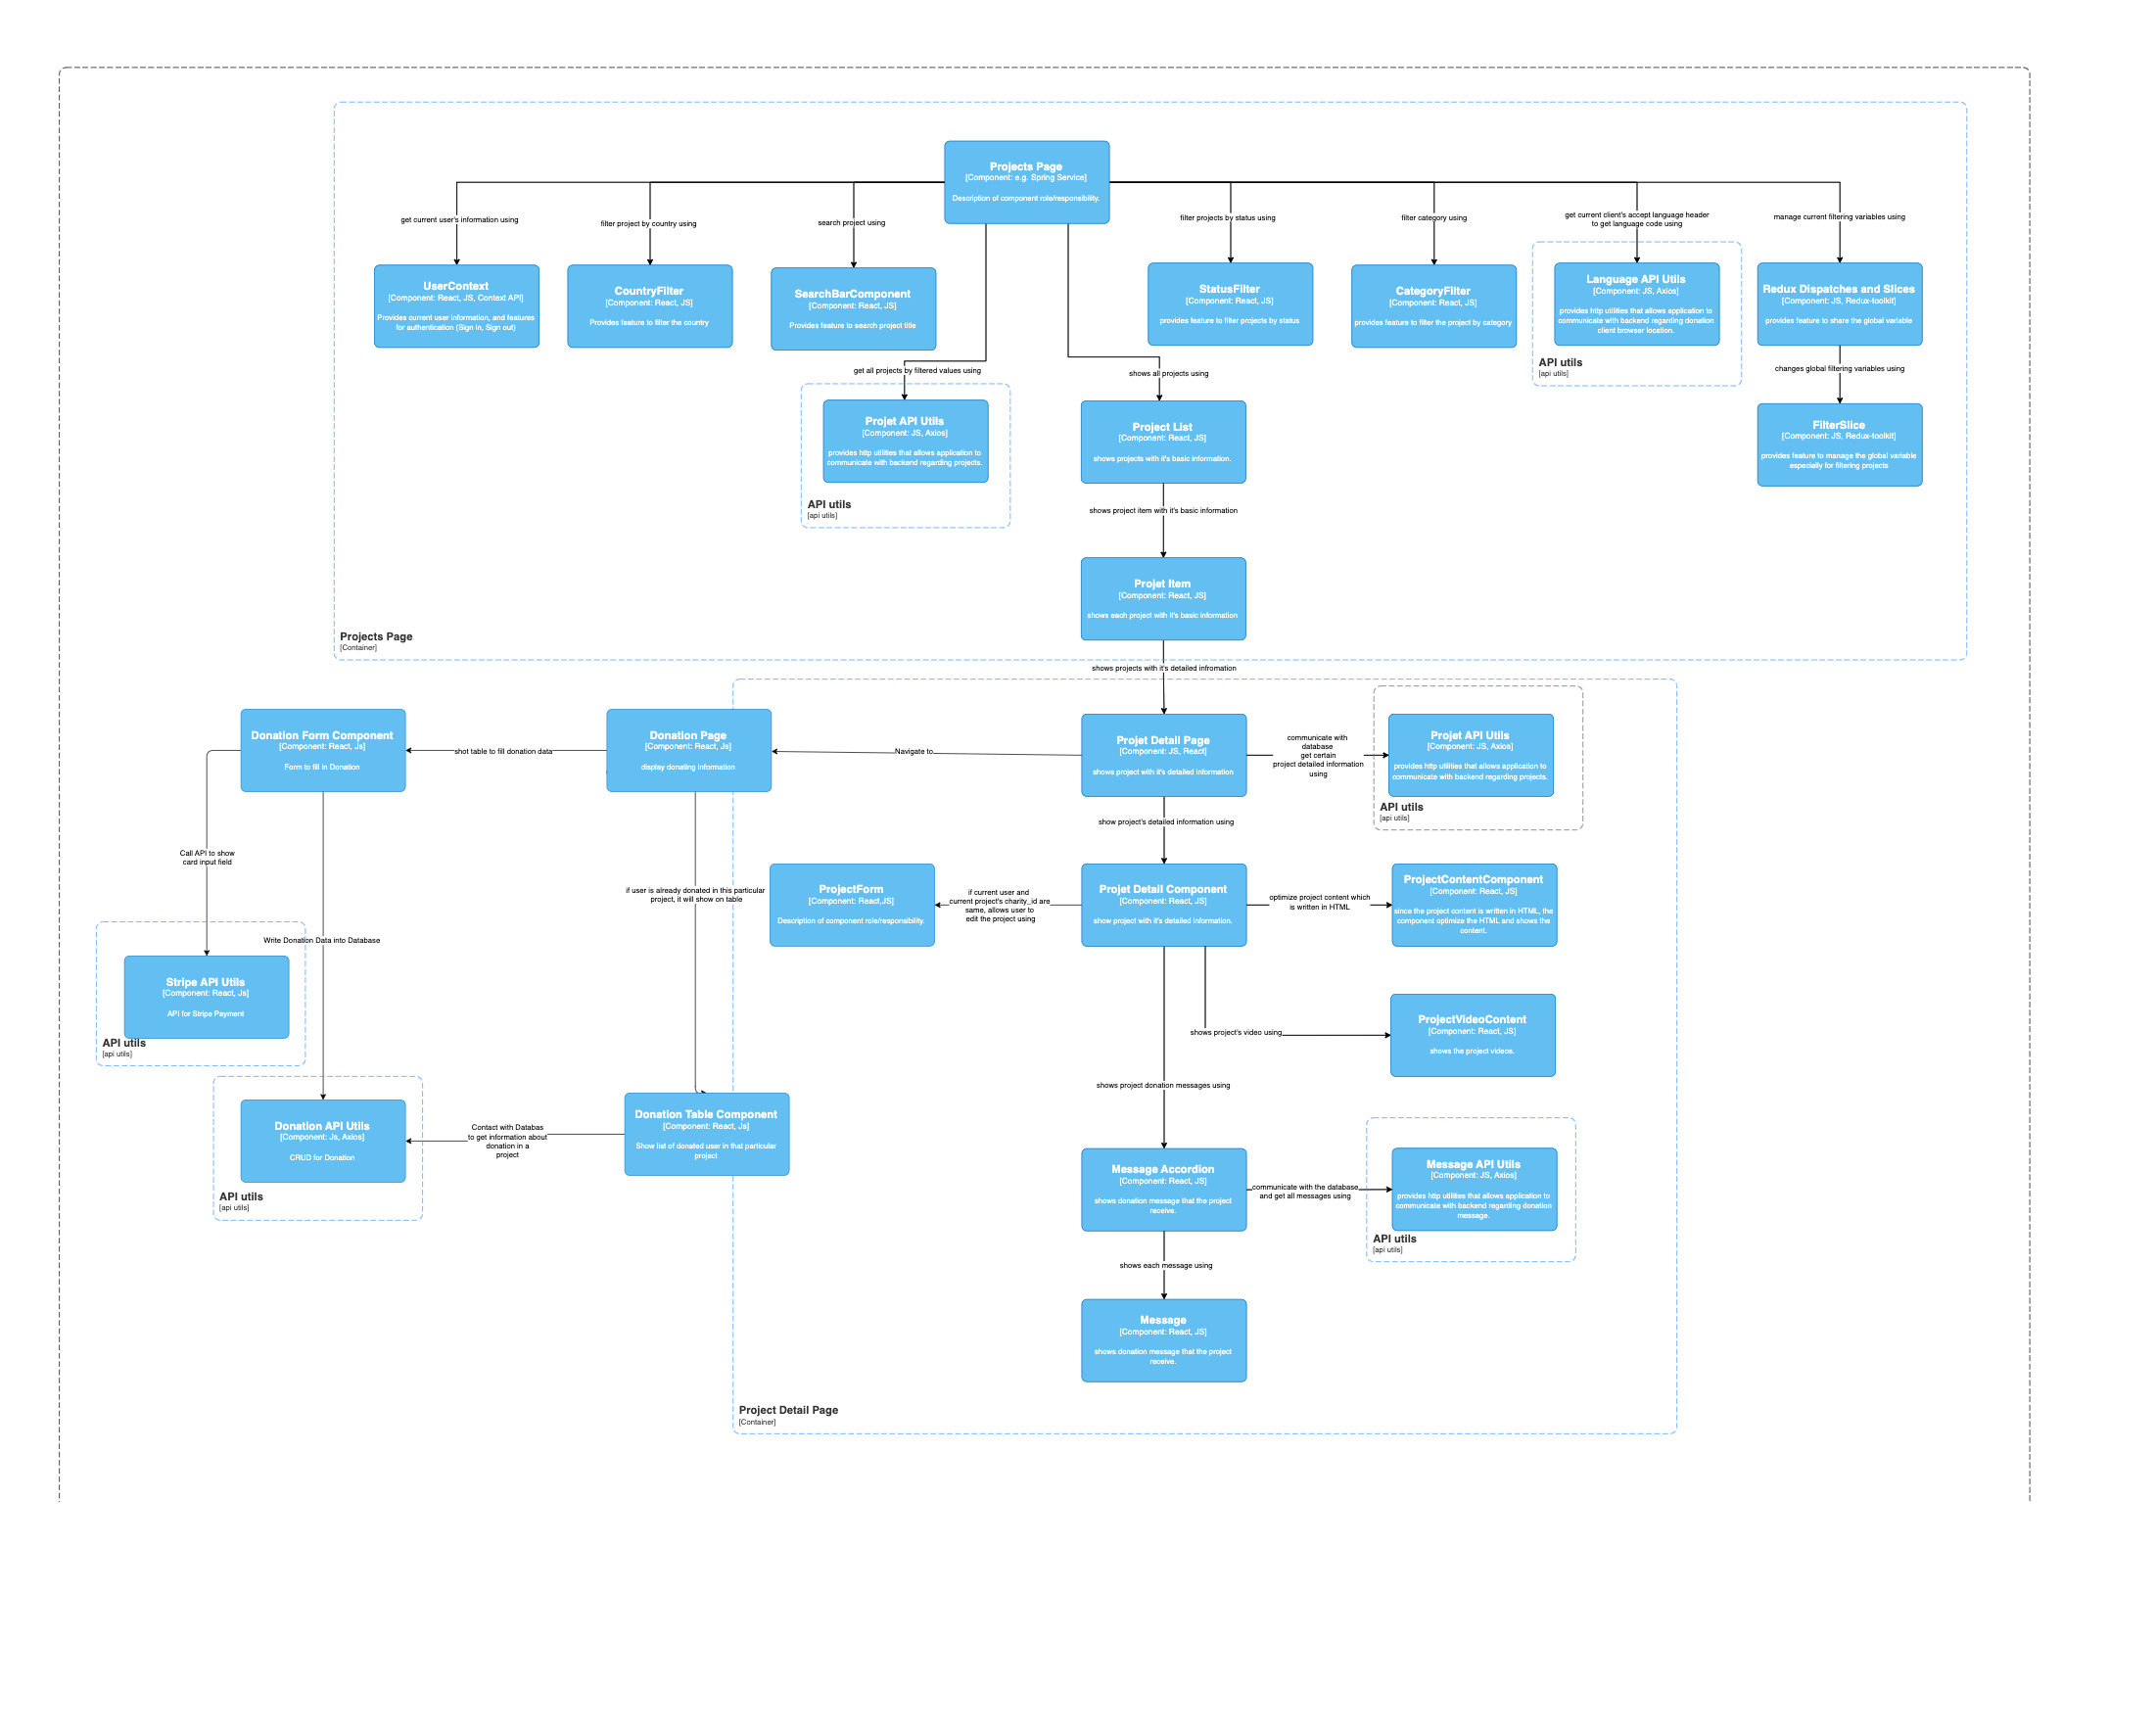 Projects Page
[Component: e.g. Spring Service]
Description of component role/responsibility.
get current user's information using
filter project by country using
search project using
filter projects by status using
filter category using
get current client's accept language header
to get language code using
manage current filtering variables using
UserContext
[Component: React, JS, Context API]
Provides current user information, and features
for authentication (Sign in, Sign out)
CountryFilter
[Component: React, JS]
Provides feature to filter the country
SearchBarComponent
[Component: React, JS]
Provides feature to search project title
StatusFilter
[Component: React, JS]
provides feature to filter projects by status
CategoryFilter
[Component: React, JS]
provides feature to filter the project by category
Language API Utils
[Component: JS, Axios]
provides http utilities that allows application to
communicate with backend regarding donation
client browser location.
API utils
[api utils]
Redux Dispatches and Slices
[Component: JS, Redux-toolkit]
provides feature to share the global variable
changes global filtering variables using
FilterSlice
[Component: JS, Redux-toolkit]
provides feature to manage the global variable
especially for filtering projects
get all projects by filtered values using
shows all projects using
Projet API Utils
[Component: JS, Axios]
provides http utilities that allows application to
communicate with backend regarding projects.
API utils
[api utils]
Project List
[Component: React, JS]
shows projects with it's basic information.
shows project item with it's basic information
Projet Item
[Component: React, JS]
shows each project with it's basic information
Projects Page
[Container]
shows projects with it's detailed infromation
Donation Form Component
[Component: React, Js]
Form to fill in Donation
shot table to fill donation data
Donation Page
[Component: React, Js]
display donating information
Navigate to
Projet Detail Page
[Component: JS, React]
shows project with it's detailed information
communicate with
database
get certain
project detailed information
using
Projet API Utils
[Component: JS, Axios]
provides http utilities that allows application to
communicate with backend regarding projects.
API utils
[api utils]
show project's detailed information using
Call API to show
card input field
if user is already donated in this particular
project, it will show on table
ProjectForm
[Component: React,JS]
Description of component role/responsibility.
if current user and
current project's charity_id are
same, allows user to
edit the project using
Projet Detail Component
[Component: React, JS]
show project with it's detailed information.
optimize project content which
is written in HTML
ProjectContentComponent
[Component: React, JS]
since the project content is written in HTML, the
component optimize the HTML and shows the
content.
Write Donation Data into Database
Stripe API Utils
[Component: React, Js]
API for Stripe Payment
API utils
[api utils]
shows project's video using
ProjectVideoContent
[Component: React, JS]
shows the project videos.
shows project donation messages using
Donation API Utils
[Component: Js, Axios]
CRUD for Donation
API utils
[api utils]
Contact with Databas
to get information about
donation in a
project
Donation Table Component
[Component: React, Js]
Show list of donated user in that particular
project
Message Accordion
[Component: React, JS]
shows donation message that the project
receive.
communicate with the database
and get all messages using
Message API Utils
[Component: JS, Axios]
provides http utilities that allows application to
communicate with backend regarding donation
message.
API utils
[api utils]
shows each message using
Message
[Component: React, JS]
shows donation message that the project
receive.
Project Detail Page
[Container]